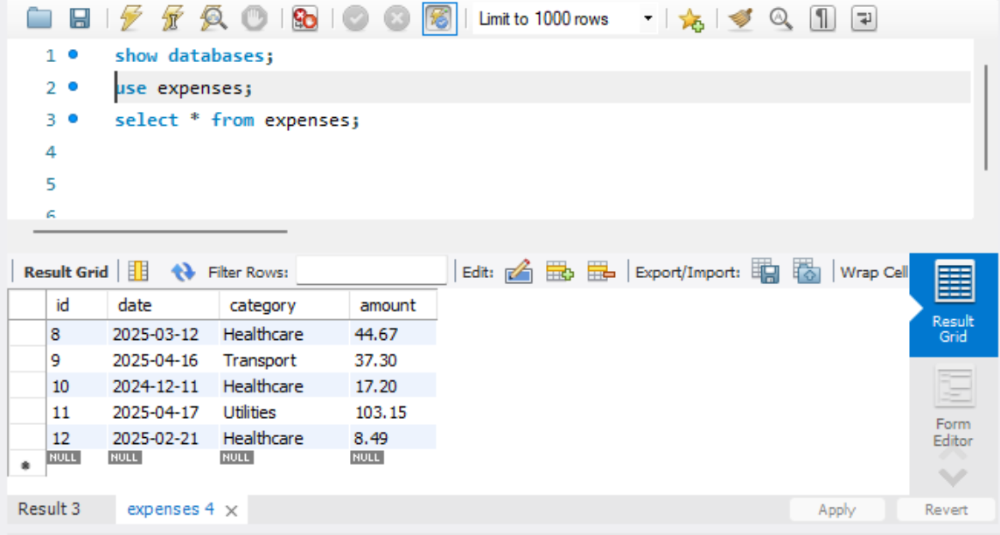 Limit to 1000 rows
1 show databases;
2 use expenses;
3 select * from expenses;
4
5
6
Result Grid Filter Rows: Edit: Export/Import: Wrap Cell
id date category amount
8 2025-03-12 Healthcare 44.67
9 2025-04-16 Transport 37.30
10 2024-12-11 Healthcare 17.20
11 2025-04-17 Utilities 103.15
12 2025-02-21 Healthcare 8.49
NULL NULL NULL NULL
Result
Grid
Form
Editor
Result 3 expenses 4 Apply Revert